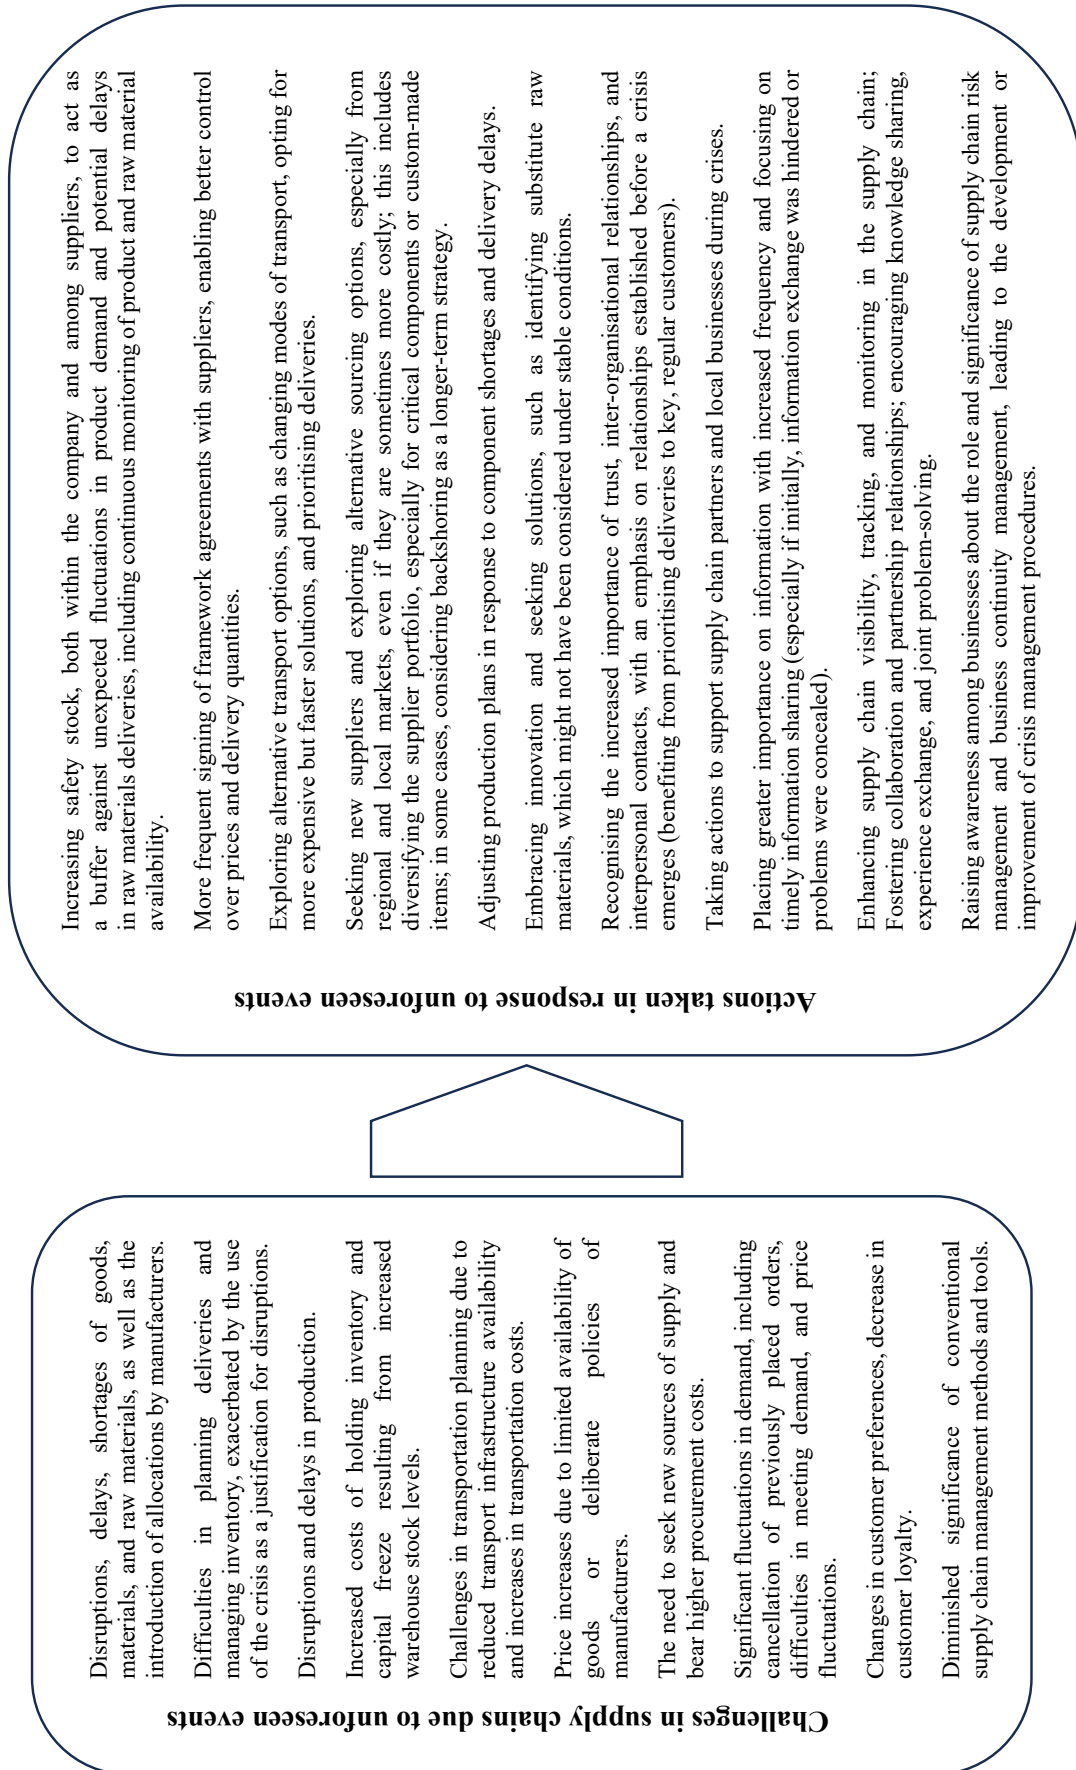 Challenges in supply chains due to unforeseen events
Disruptions, delays, shortages of goods,
materials, and raw materials, as well as the
introduction of allocations by manufacturers.
Difficulties in planning deliveries and
managing inventory, exacerbated by the use
of the crisis as a justification for disruptions.
Disruptions and delays in production.
Increased costs of holding inventory and
capital freeze resulting from increased
warehouse stock levels.
Challenges in transportation planning due to
reduced transport infrastructure availability
and increases in transportation costs.
Price increases due to limited availability of
goods or deliberate policies of
manufacturers.
The need to seek new sources of supply and
bear higher procurement costs.
Significant fluctuations in demand, including
cancellation of previously placed orders,
difficulties in meeting demand, and price
fluctuations.
Changes in customer preferences, decrease in
customer loyalty.
Diminished significance of conventional
supply chain management methods and tools.
Actions taken in response to unforeseen events
Increasing safety stock, both within the company and among suppliers, to act as
a buffer against unexpected fluctuations in product demand and potential delays
in raw materials deliveries, including continuous monitoring of product and raw material
availability.
More frequent signing of framework agreements with suppliers, enabling better control
over prices and delivery quantities.
Exploring alternative transport options, such as changing modes of transport, opting for
more expensive but faster solutions, and prioritising deliveries.
Seeking new suppliers and exploring alternative sourcing options, especially from
regional and local markets, even if they are sometimes more costly; this includes
diversifying the supplier portfolio, especially for critical components or custom-made
items; in some cases, considering backshoring as a longer-term strategy.
Adjusting production plans in response to component shortages and delivery delays.
Embracing innovation and seeking solutions, such as identifying substitute raw
materials, which might not have been considered under stable conditions.
Recognising the increased importance of trust, inter-organisational relationships, and
interpersonal contacts, with an emphasis on relationships established before a crisis
emerges (benefiting from prioritising deliveries to key, regular customers).
Taking actions to support supply chain partners and local businesses during crises.
Placing greater importance on information with increased frequency and focusing on
timely information sharing (especially if initially, information exchange was hindered or
problems were concealed).
Enhancing supply chain visibility, tracking, and monitoring in the supply chain;
Fostering collaboration and partnership relationships; encouraging knowledge sharing,
experience exchange, and joint problem-solving.
Raising awareness among businesses about the role and significance of supply chain risk
management and business continuity management, leading to the development or
improvement of crisis management procedures.